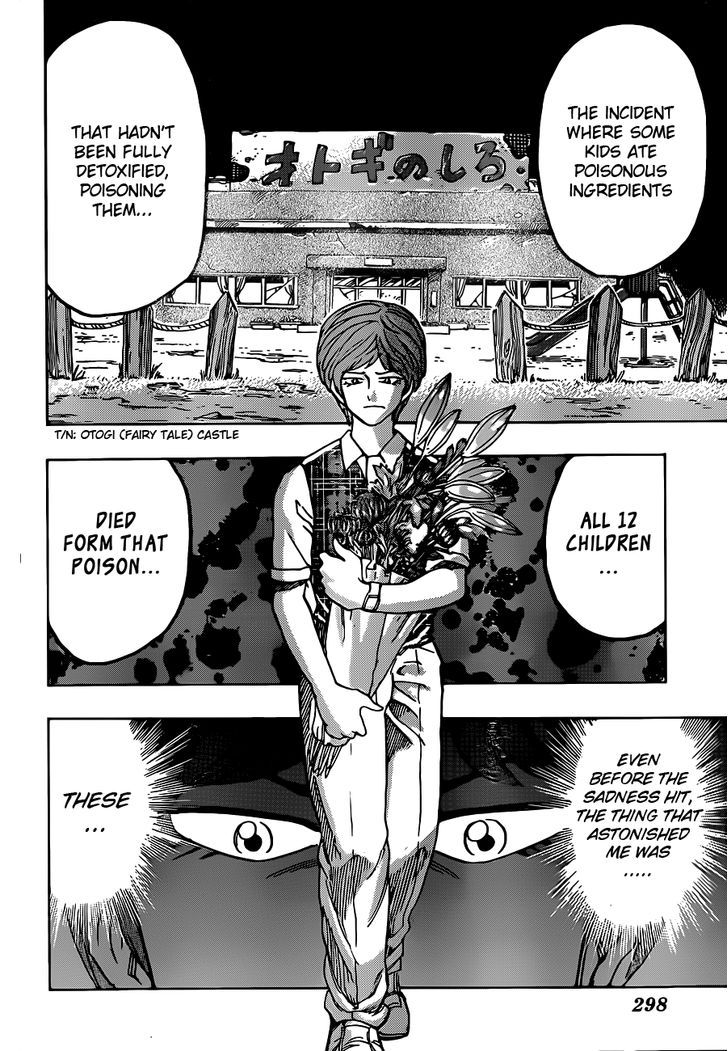 THE INCIDENT
WHERE SOME
KIDS ATE
POISONOUS
INGREDIENTS
THAT HADN'T
BEEN FULLY
DETOXIFIED,
POISONING
THEM...
オトギのしろ
T/N: OTOGI (FAIRY TALE) CASTLE
ALL 12
CHILDREN
...
DIED
FORM THAT
POISON...
EVEN
BEFORE THE
SADNESS HIT,
THE THING THAT
ASTONISHED
ME WAS
.....
THESE
...
298